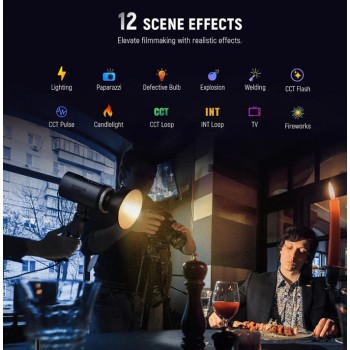 12 SCENE EFFECTS
Elevate filmmaking with realistic effects.
Lighting Paparazzi Defective Bulb Explosion Welding CCT Flash
CCT INT
CCT Pulse Candlelight CCT Loop INT Loop TV Fireworks